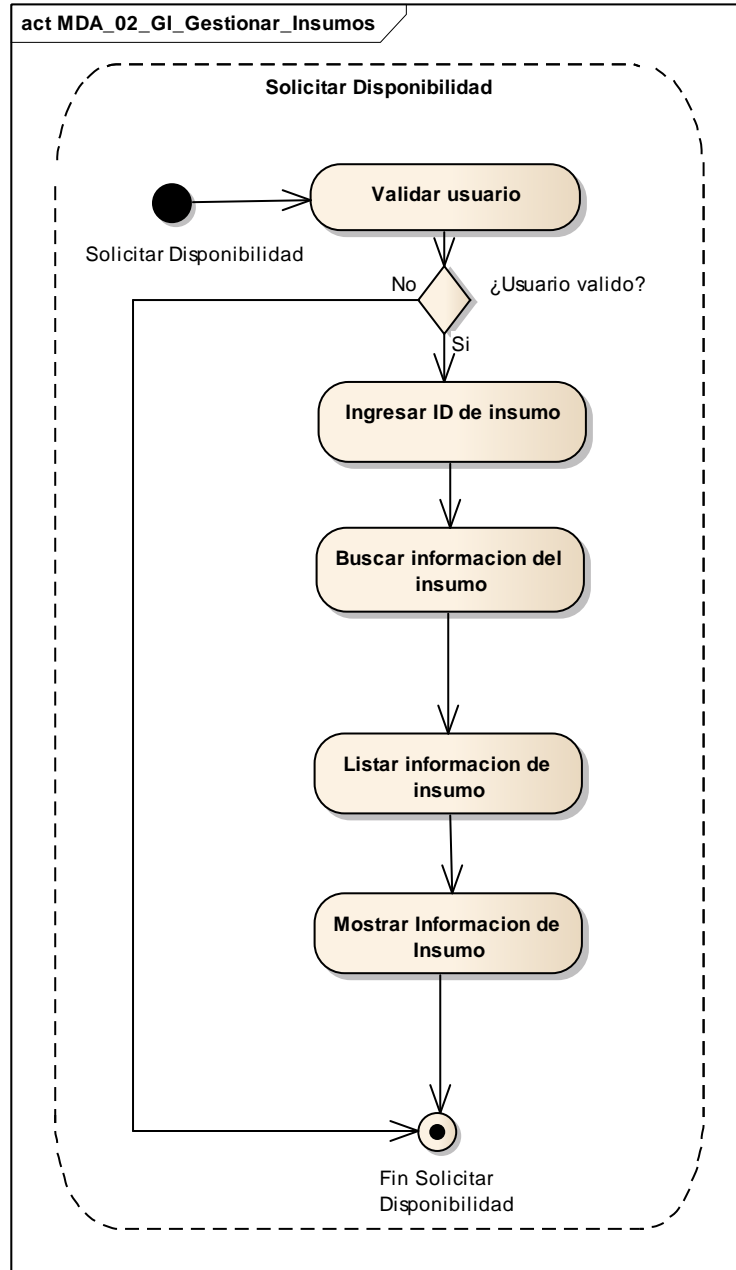 act MDA_02_GI_Gestionar_Insumos
Solicitar Disponibilidad
Validar usuario
Solicitar Disponibilidad
No
¿Usuario valido?
Si
Ingresar ID de insumo
Buscar informacion del
insumo
Listar informacion de
insumo
Mostrar Informacion de
Insumo
Fin Solicitar
Disponibilidad